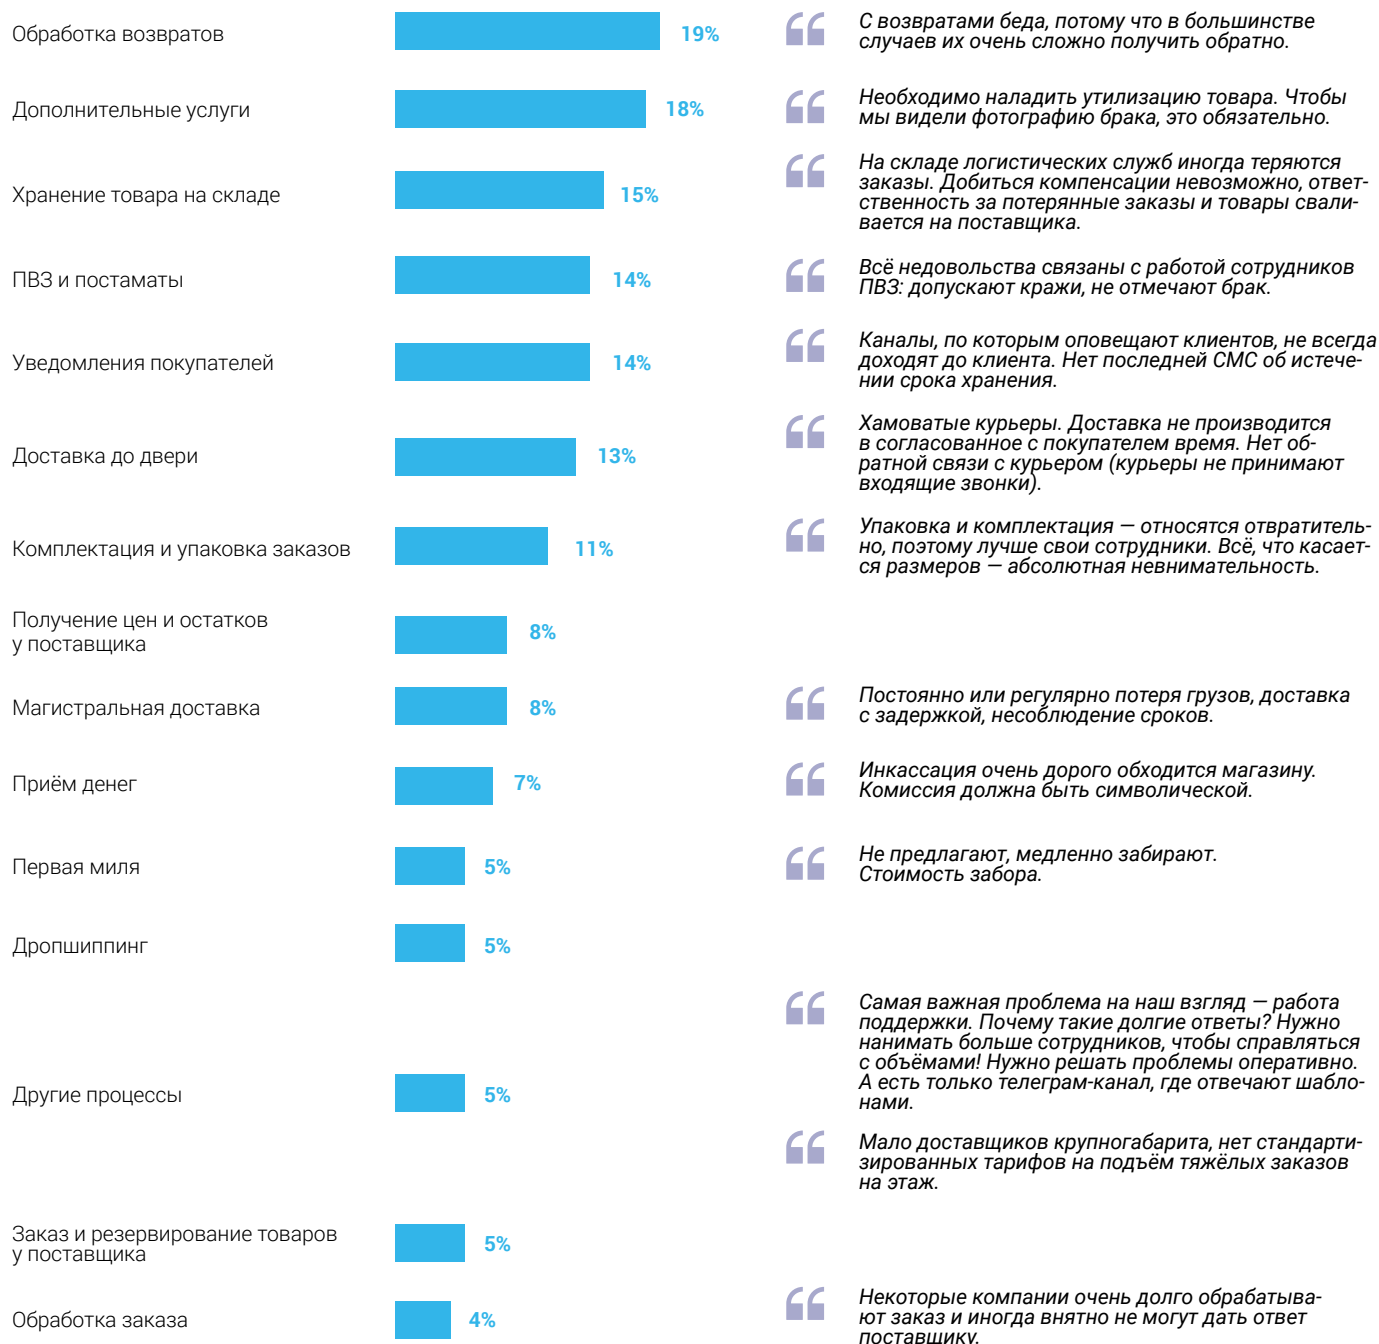 Обработка возвратов
19%
С возвратами беда, потому что в большинстве
случаев их очень сложно получить обратно.
Дополнительные услуги
18%
Необходимо наладить утилизацию товара. Чтобы
мы видели фотографию брака, это обязательно.
Хранение товара на складе
15%
На складе логистических служб иногда теряются
заказы. Добиться компенсации невозможно, ответ-
ственность за потерянные заказы и товары свали-
вается на поставщика.
ПВЗ и постаматы
14%
Всё недовольства связаны с работой сотрудников
ПВЗ: допускают кражи, не отмечают брак.
Уведомления покупателей
14%
Каналы, по которым оповещают клиентов, не всегда
доходят до клиента. Нет последней СМС об истече-
нии срока хранения.
Доставка до двери
13%
Хамоватые курьеры. Доставка не производится
в согласованное с покупателем время. Нет об-
ратной связи с курьером (курьеры не принимают
входящие звонки).
Комплектация и упаковка заказов
11%
Упаковка и комплектация — относятся отвратитель-
но, поэтому лучше свои сотрудники. Всё, что касает-
ся размеров — абсолютная невнимательность.
Получение цен и остатков
у поставщика
8%
Магистральная доставка
8%
Постоянно или регулярно потеря грузов, доставка
с задержкой, несоблюдение сроков.
Приём денег
7%
Инкассация очень дорого обходится магазину.
Комиссия должна быть символической.
Первая миля
5%
Не предлагают, медленно забирают.
Стоимость забора.
Дропшиппинг
5%
Другие процессы
5%
Самая важная проблема на наш взгляд — работа
поддержки. Почему такие долгие ответы? Нужно
нанимать больше сотрудников, чтобы справляться
с объёмами! Нужно решать проблемы оперативно.
А есть только телеграм-канал, где отвечают шабло-
нами.
Мало доставщиков крупногабарита, нет стандарти-
зированных тарифов на подъём тяжёлых заказов
на этаж.
Заказ и резервирование товаров
у поставщика
5%
Обработка заказа
4%
Некоторые компании очень долго обрабатыва-
ют заказ и иногда внятно не могут дать ответ
поставщику.